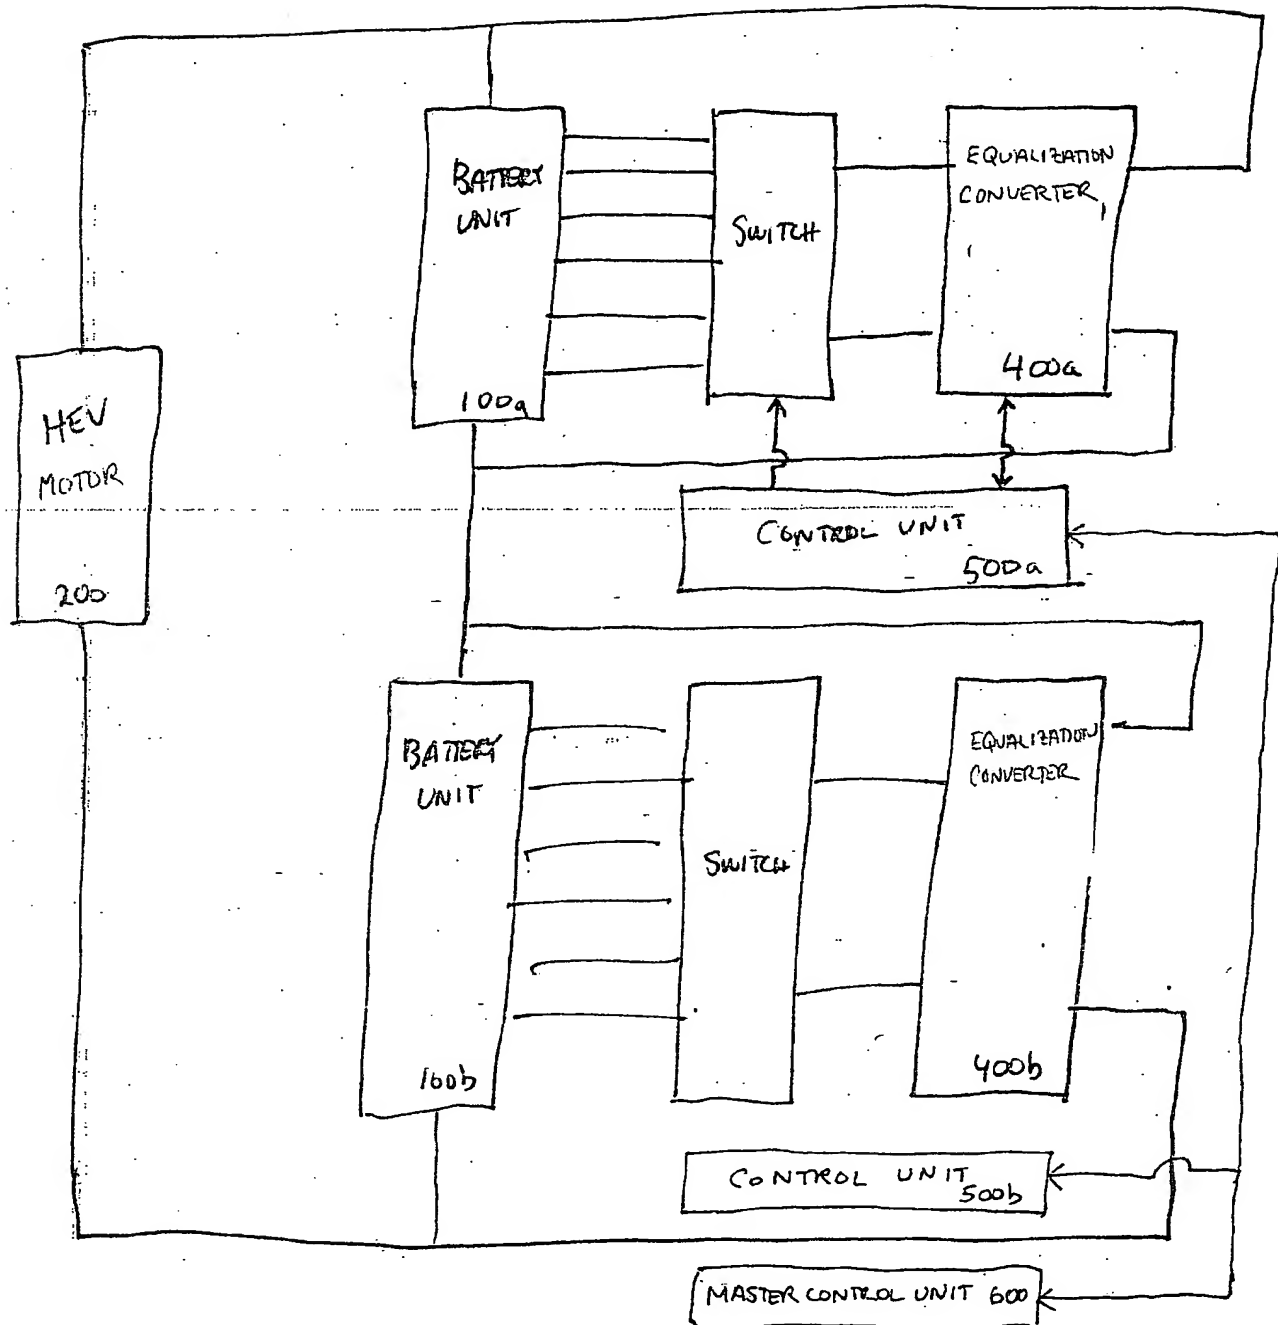 BATTERY
UNIT
100a
SWITCH
EQUALIZATION
CONVERTER
400a
HEV
MOTOR
200
CONTROL UNIT
500a
BATTERY
UNIT
100b
SWITCH
EQUALIZATION
CONVERTER
400b
CONTROL UNIT
500b
MASTER CONTROL UNIT 600